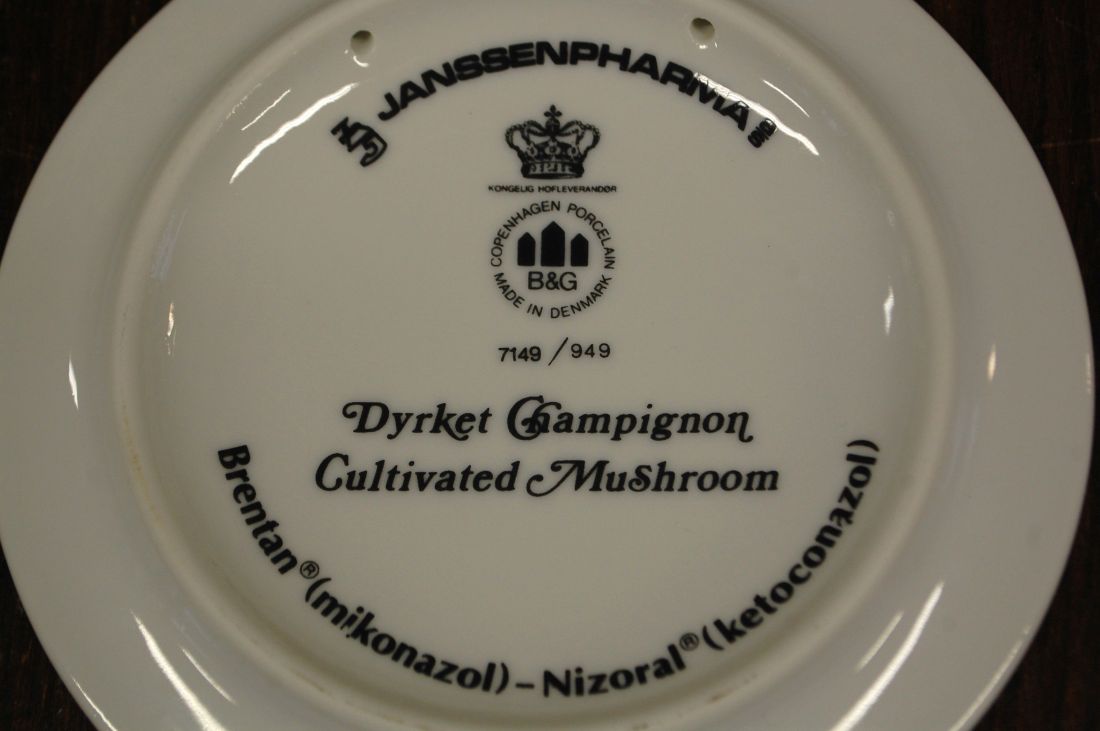 JANSSENPHARMA
KONGELIG HOFLEVERANDØR
COPENHAGEN PORCELAIN
B&G
MADE IN DENMARK
7149/949
Dyrket Champignon
Cultivated Mushroom
Brentan® (mikonazol) – Nizoral® (ketoconazol)